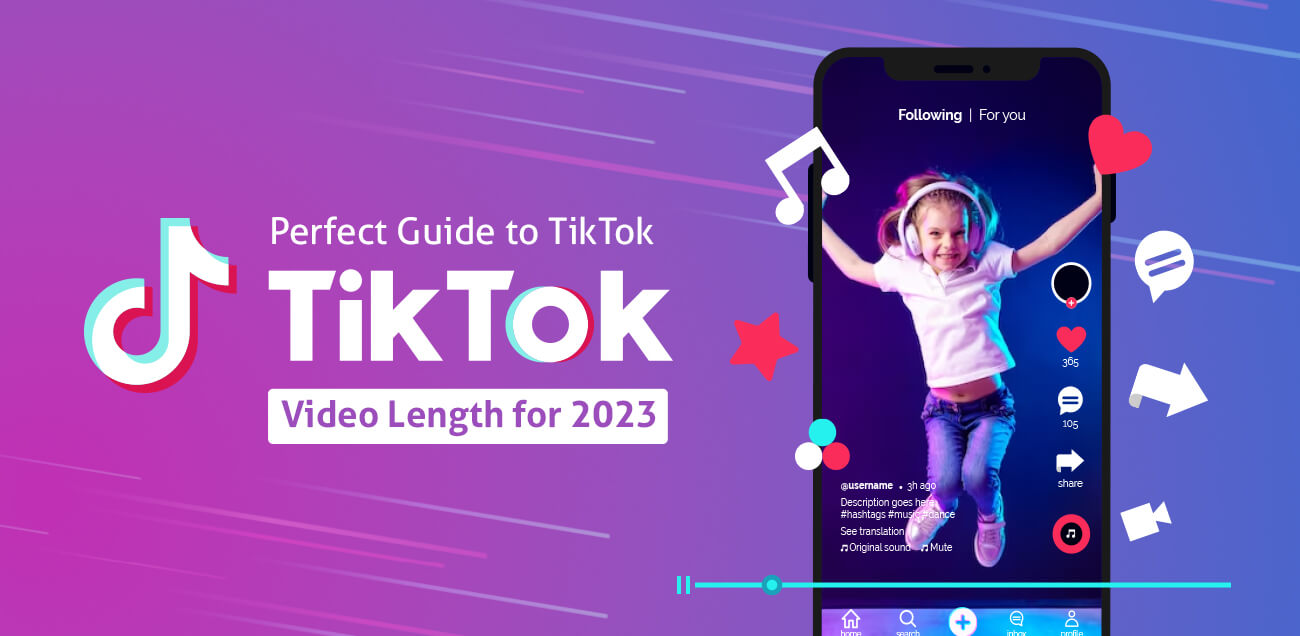 Perfect Guide to TikTok
TikTok
Video Length for 2023
Following | For you
365
105
share
@username • 3h ago
Description goes here
#hashtags #music #dance
See translation
Original sound Mute
home search inbox profile